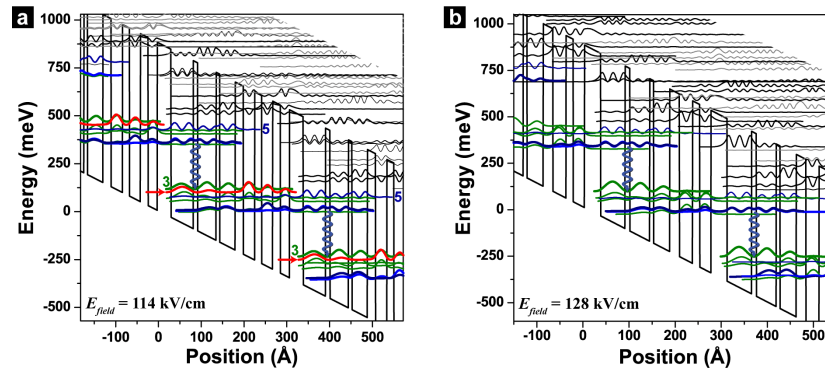 a
1000
750
500
250
0
-250
-500
Energy (meV)
5
3
5
3
E_field = 114 kV/cm
-100 0 100 200 300 400 500
Position (Å)
b
1000
750
500
250
0
-250
-500
Energy (meV)
E_field = 128 kV/cm
-100 0 100 200 300 400 500
Position (Å)